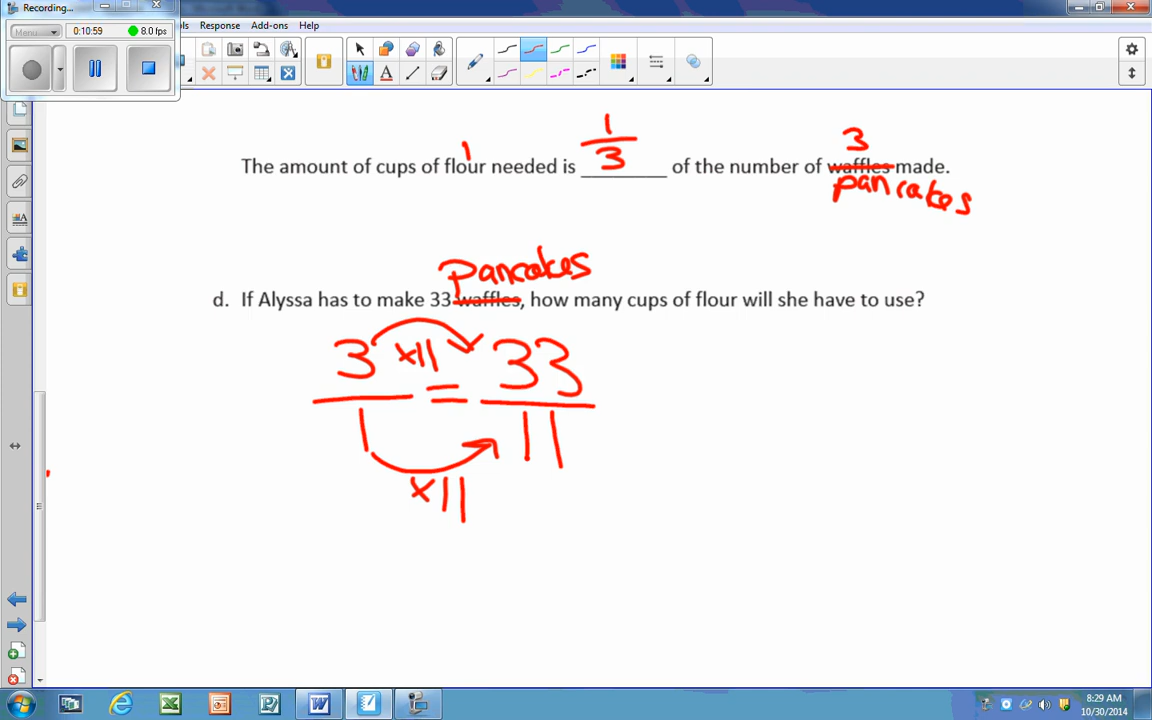 Recording...
Menu 0:10:59 8.0 fps
Response Add-ons Help
1
The amount of cups of flour needed is 1/3 of the number of waffles made.
3
pancakes
Pancakes
d. If Alyssa has to make 33 waffles, how many cups of flour will she have to use?
3 x11 = 33
1 11
x11
8:29 AM
10/30/2014